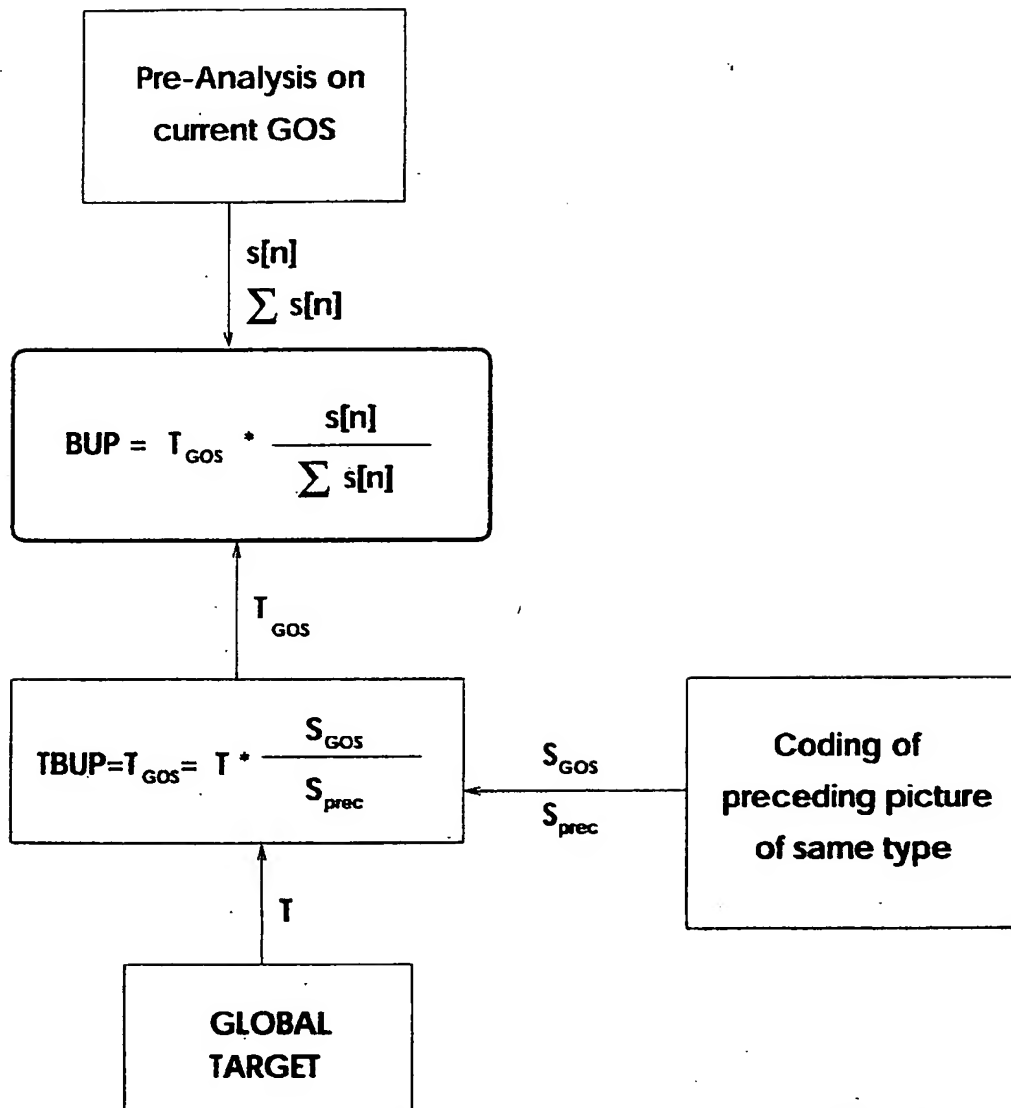 Pre-Analysis on
current GOS
s[n]
∑ s[n]
BUP = T_GOS * s[n] / ∑ s[n]
T_GOS
TBUP=T_GOS= T * S_GOS / S_prec
S_GOS
S_prec
Coding of
preceding picture
of same type
T
GLOBAL
TARGET